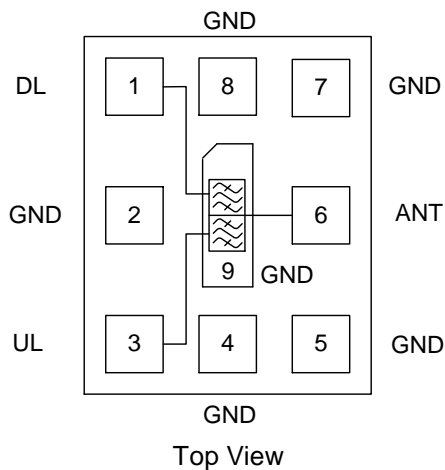 GND
DL 1 8 7 GND
GND 2 6 ANT
9 GND
UL 3 4 5 GND
GND
Top View